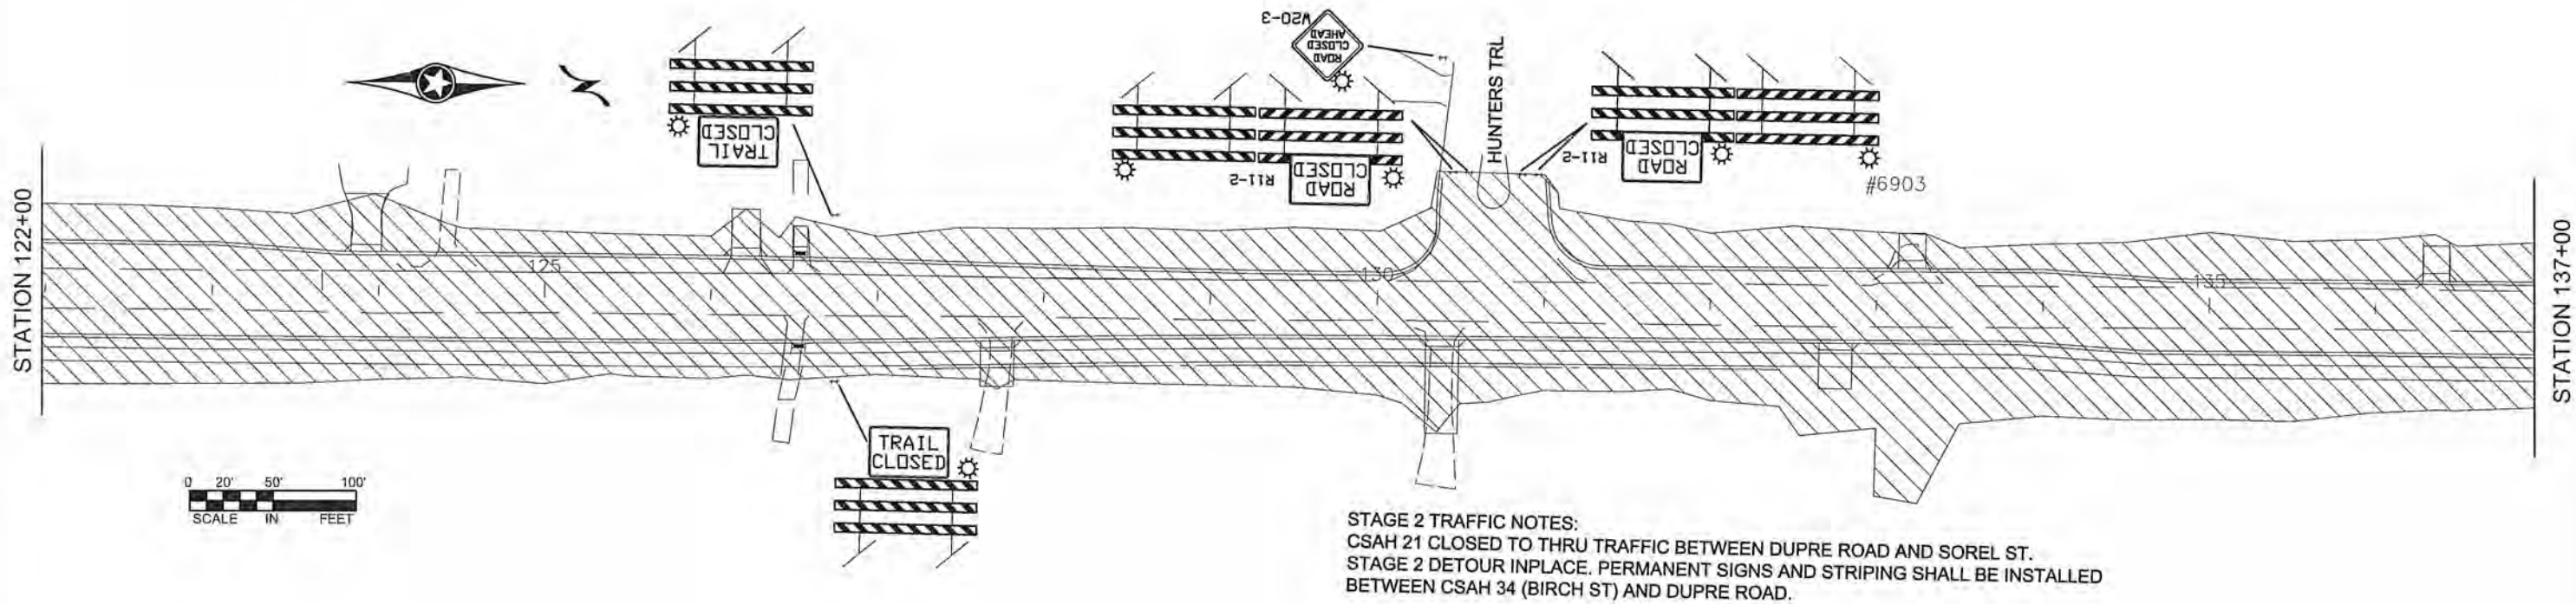 STATION 122+00
TRAIL
CLOSED
W20-3
ROAD
CLOSED
AHEAD
R11-2
ROAD
CLOSED
HUNTERS TRL
R11-2
ROAD
CLOSED
#6903
125
130
135
STATION 137+00
TRAIL
CLOSED
0 20' 50' 100'
SCALE IN FEET
STAGE 2 TRAFFIC NOTES:
CSAH 21 CLOSED TO THRU TRAFFIC BETWEEN DUPRE ROAD AND SOREL ST.
STAGE 2 DETOUR INPLACE. PERMANENT SIGNS AND STRIPING SHALL BE INSTALLED
BETWEEN CSAH 34 (BIRCH ST) AND DUPRE ROAD.